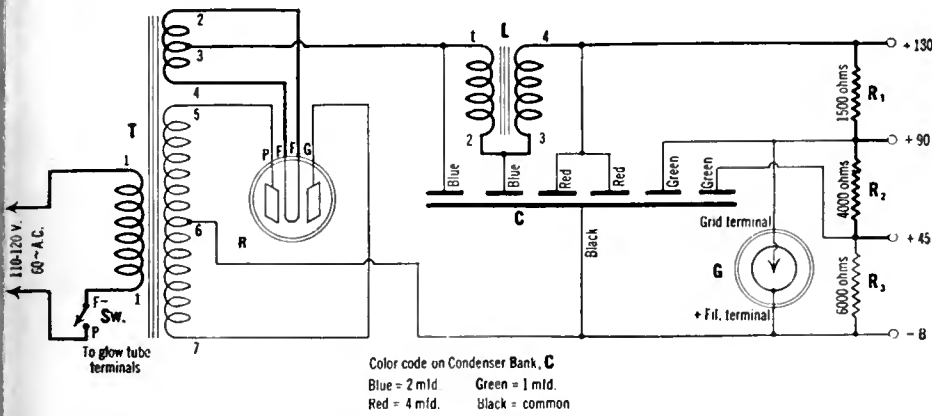 2
3
4
5
6
7
T
1
1
110-120 V.
60~A.C.
F~
Sw.
P
To glow tube
terminals
P F F G
R
1
L
4
2
3
Blue
Blue
Red
Red
Green
Green
C
Black
Grid terminal
G
+ Fil. terminal
1500 ohms
R1
4000 ohms
R2
6000 ohms
R3
+ 130
+ 90
+ 45
- B
Color code on Condenser Bank, C
Blue = 2 mfd. Green = 1 mfd.
Red = 4 mfd. Black = common